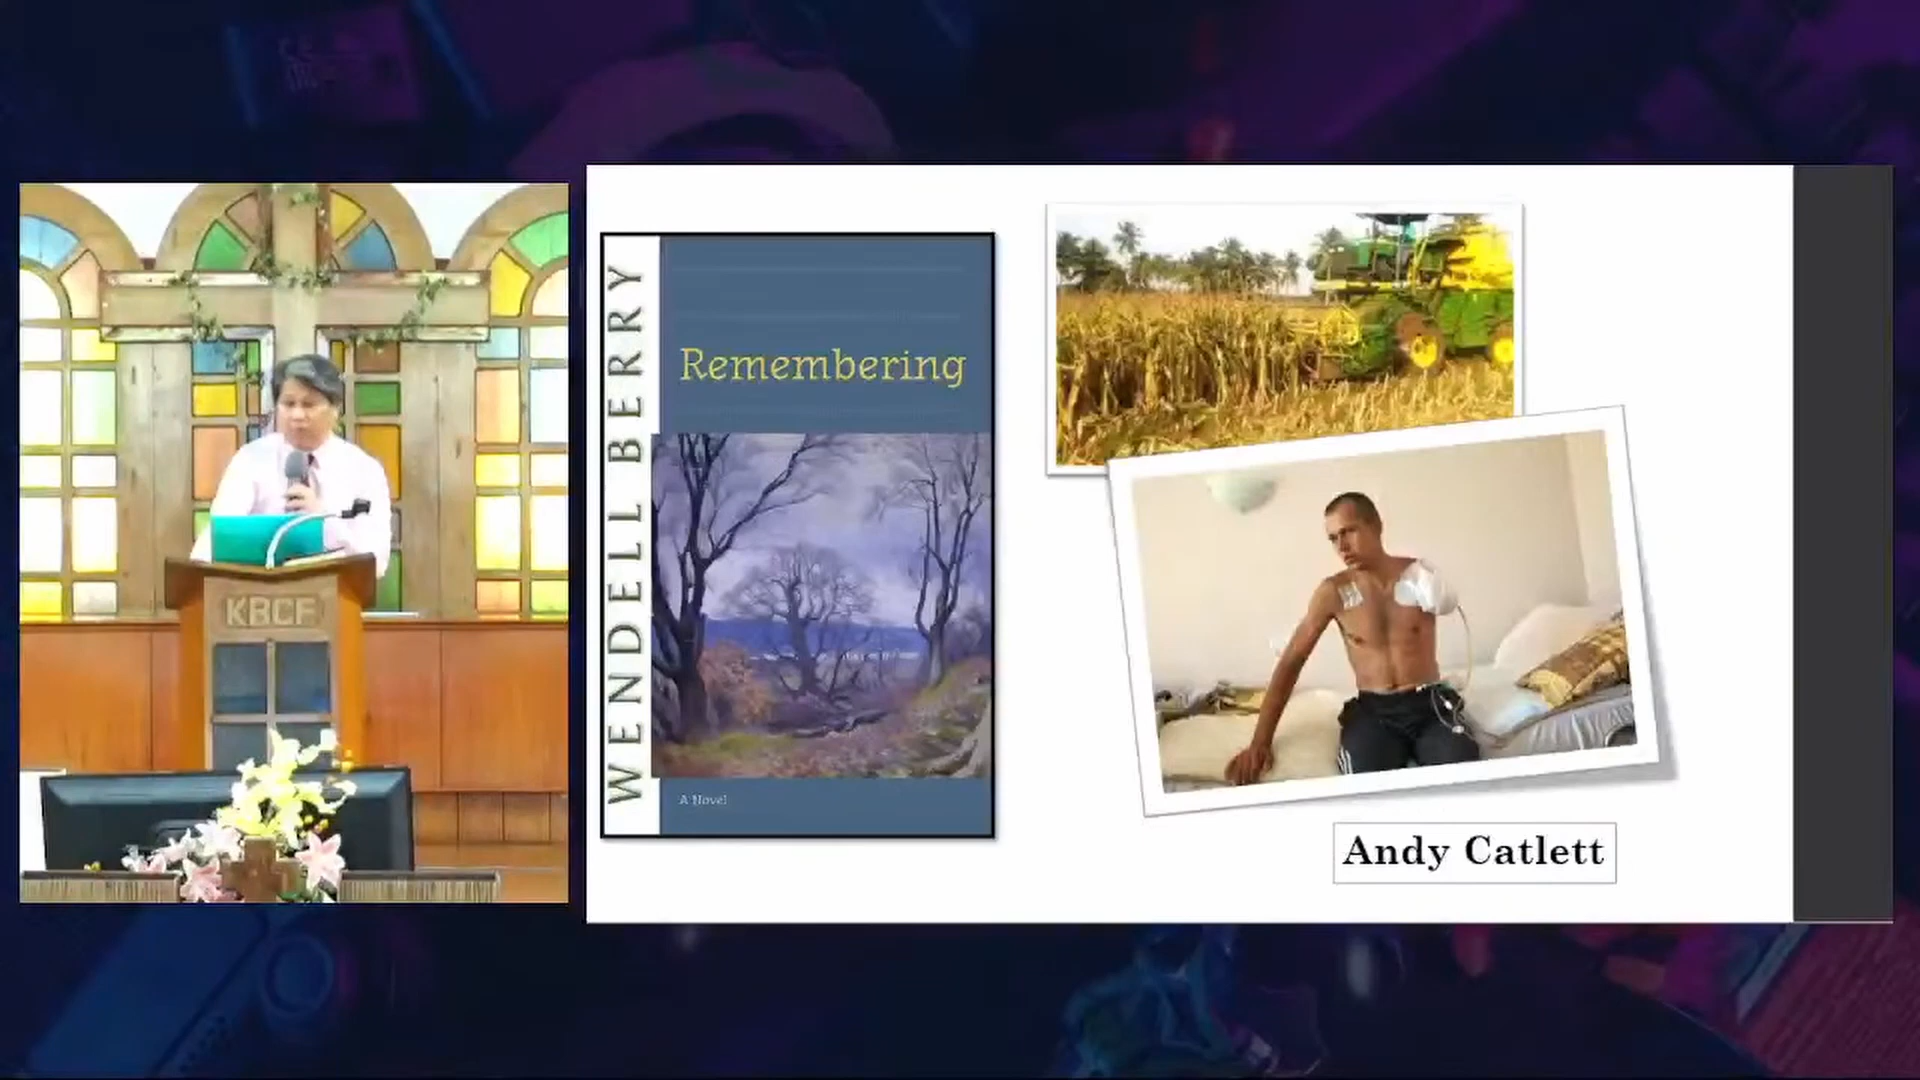 KBCF
WENDELL BERRY
Remembering
A Novel
Andy Catlett